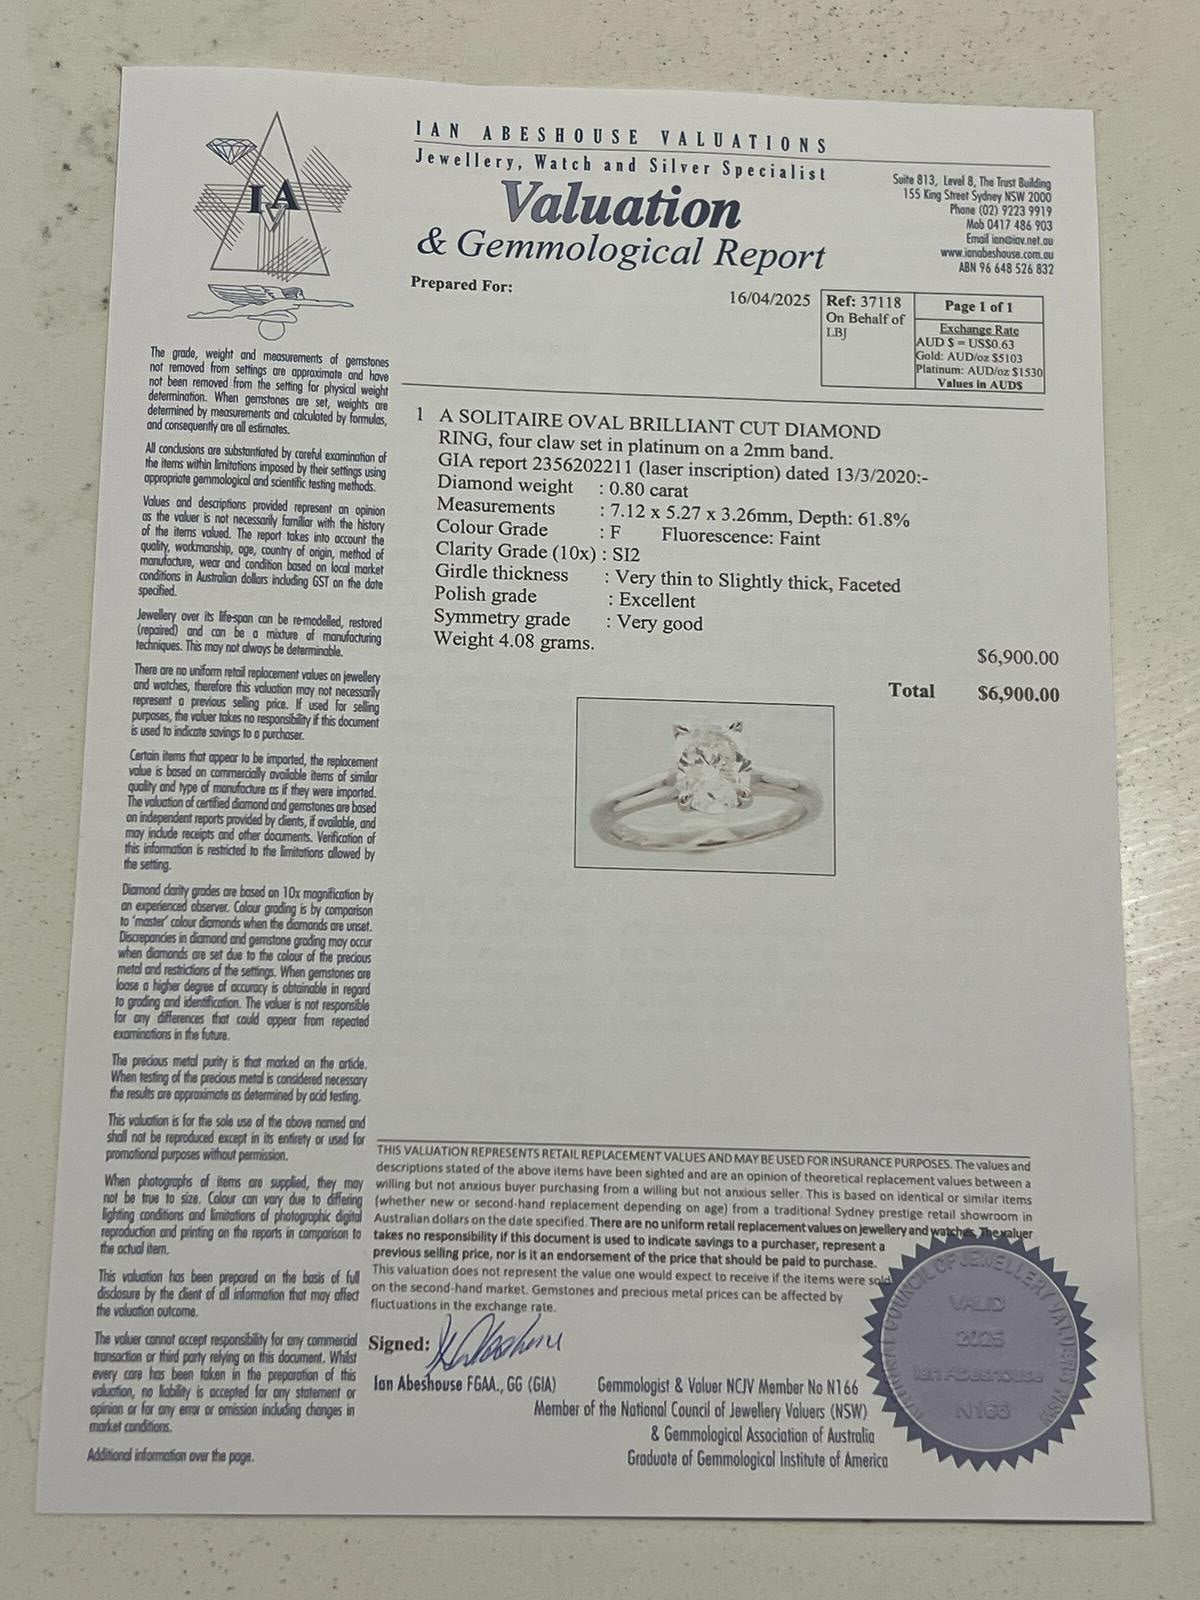 IAN ABESHOUSE VALUATIONS
Jewellery, Watch and Silver Specialist
Valuation
& Gemmological Report
Suite 813, Level 8, The Trust Building
155 King Street Sydney NSW 2000
Phone (02) 9223 9919
Mob 0417 486 903
Email ian@iav.net.au
www.ianabeshouse.com.au
ABN 96 648 526 832
IVA
Prepared For:
16/04/2025
Ref: 37118
On Behalf of
LBJ
Page 1 of 1
Exchange Rate
AUD $ = US$0.63
Gold: AUD/oz $5103
Platinum: AUD/oz $1530
Values in AUD$
The grade, weight and measurements of gemstones
not removed from settings are approximate and have
not been removed from the setting for physical weight
determination. When gemstones are set, weights are
determined by measurements and calculated by formulas,
and consequently are all estimates.
All conclusions are substantiated by careful examination of
the items within limitations imposed by their settings using
appropriate gemmological and scientific testing methods.
Values and descriptions provided represent an opinion
as the valuer is not necessarily familiar with the history
of the items valued. The report takes into account the
quality, workmanship, age, country of origin, method of
manufacture, wear and condition based on local market
conditions in Australian dollars including GST on the date
specified.
Jewellery over its life-span can be re-modelled, restored
(repaired) and can be a mixture of manufacturing
techniques. This may not always be determinable.
There are no uniform retail replacement values on jewellery
and watches, therefore this valuation may not necessarily
represent a previous selling price. If used for selling
purposes, the valuer takes no responsibility if this document
is used to indicate savings to a purchaser.
Certain items that appear to be imported, the replacement
value is based on commercially available items of similar
quality and type of manufacture as if they were imported.
The valuation of certified diamond and gemstones are based
on independent reports provided by clients, if available, and
may include receipts and other documents. Verification of
this information is restricted to the limitations allowed by
the setting.
Diamond clarity grades are based on 10x magnification by
an experienced observer. Colour grading is by comparison
to 'master' colour diamonds when the diamonds are unset.
Discrepancies in diamond and gemstone grading may occur
when diamonds are set due to the colour of the precious
metal and restrictions of the settings. When gemstones are
loose a higher degree of accuracy is obtainable in regard
to grading and identification. The valuer is not responsible
for any differences that could appear from repeated
examinations in the future.
The precious metal purity is that marked on the article.
When testing of the precious metal is considered necessary
the results are approximate as determined by acid testing.
This valuation is for the sole use of the above named and
shall not be reproduced except in its entirety or used for
promotional purposes without permission.
When photographs of items are supplied, they may
not be true to size. Colour can vary due to differing
lighting conditions and limitations of photographic digital
reproduction and printing on the reports in comparison to
the actual item.
This valuation has been prepared on the basis of full
disclosure by the client of all information that may affect
the valuation outcome.
The valuer cannot accept responsibility for any commercial
transaction or third party relying on this document. Whilst
every care has been taken in the preparation of this
valuation, no liability is accepted for any statement or
opinion or for any error or omission including changes in
market conditions.
Additional information over the page.
1 A SOLITAIRE OVAL BRILLIANT CUT DIAMOND
RING, four claw set in platinum on a 2mm band.
GIA report 2356202211 (laser inscription) dated 13/3/2020:-
Diamond weight : 0.80 carat
Measurements : 7.12 x 5.27 x 3.26mm, Depth: 61.8%
Colour Grade : F Fluorescence: Faint
Clarity Grade (10x) : SI2
Girdle thickness : Very thin to Slightly thick, Faceted
Polish grade : Excellent
Symmetry grade : Very good
Weight 4.08 grams.
$6,900.00
Total $6,900.00
THIS VALUATION REPRESENTS RETAIL REPLACEMENT VALUES AND MAY BE USED FOR INSURANCE PURPOSES. The values and
descriptions stated of the above items have been sighted and are an opinion of theoretical replacement values between a
willing but not anxious buyer purchasing from a willing but not anxious seller. This is based on identical or similar items
(whether new or second-hand replacement depending on age) from a traditional Sydney prestige retail showroom in
Australian dollars on the date specified. There are no uniform retail replacement values on jewellery and watches. The valuer
takes no responsibility if this document is used to indicate savings to a purchaser, represent a
previous selling price, nor is it an endorsement of the price that should be paid to purchase.
This valuation does not represent the value one would expect to receive if the items were sold
on the second-hand market. Gemstones and precious metal prices can be affected by
fluctuations in the exchange rate.
Signed:
Ian Abeshouse FGAA., GG (GIA)
Gemmologist & Valuer NCJV Member No N166
Member of the National Council of Jewellery Valuers (NSW)
& Gemmological Association of Australia
Graduate of Gemmological Institute of America
NATIONAL COUNCIL OF JEWELLERY VALUERS NSW
VALID
2025
Ian Abeshouse
N166